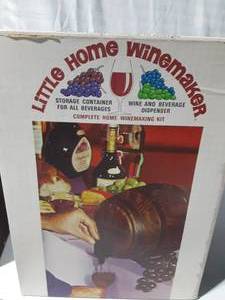 LITTLE HOME WINEMAKER
STORAGE CONTAINER
FOR ALL BEVERAGES
WINE AND BEVERAGE
DISPENSER
COMPLETE HOME WINEMAKING KIT